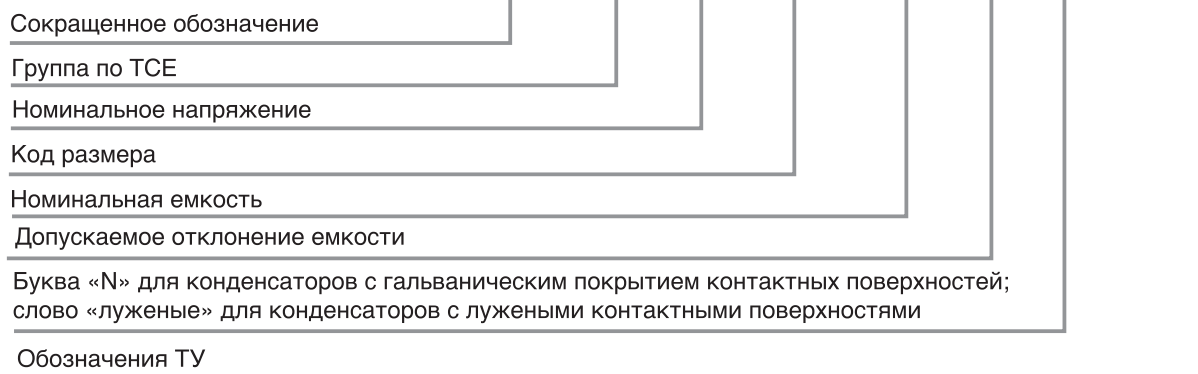 Сокращенное обозначение
Группа по ТСЕ
Номинальное напряжение
Код размера
Номинальная емкость
Допускаемое отклонение емкости
Буква «N» для конденсаторов с гальваническим покрытием контактных поверхностей;
слово «луженые» для конденсаторов с лужеными контактными поверхностями
Обозначения ТУ